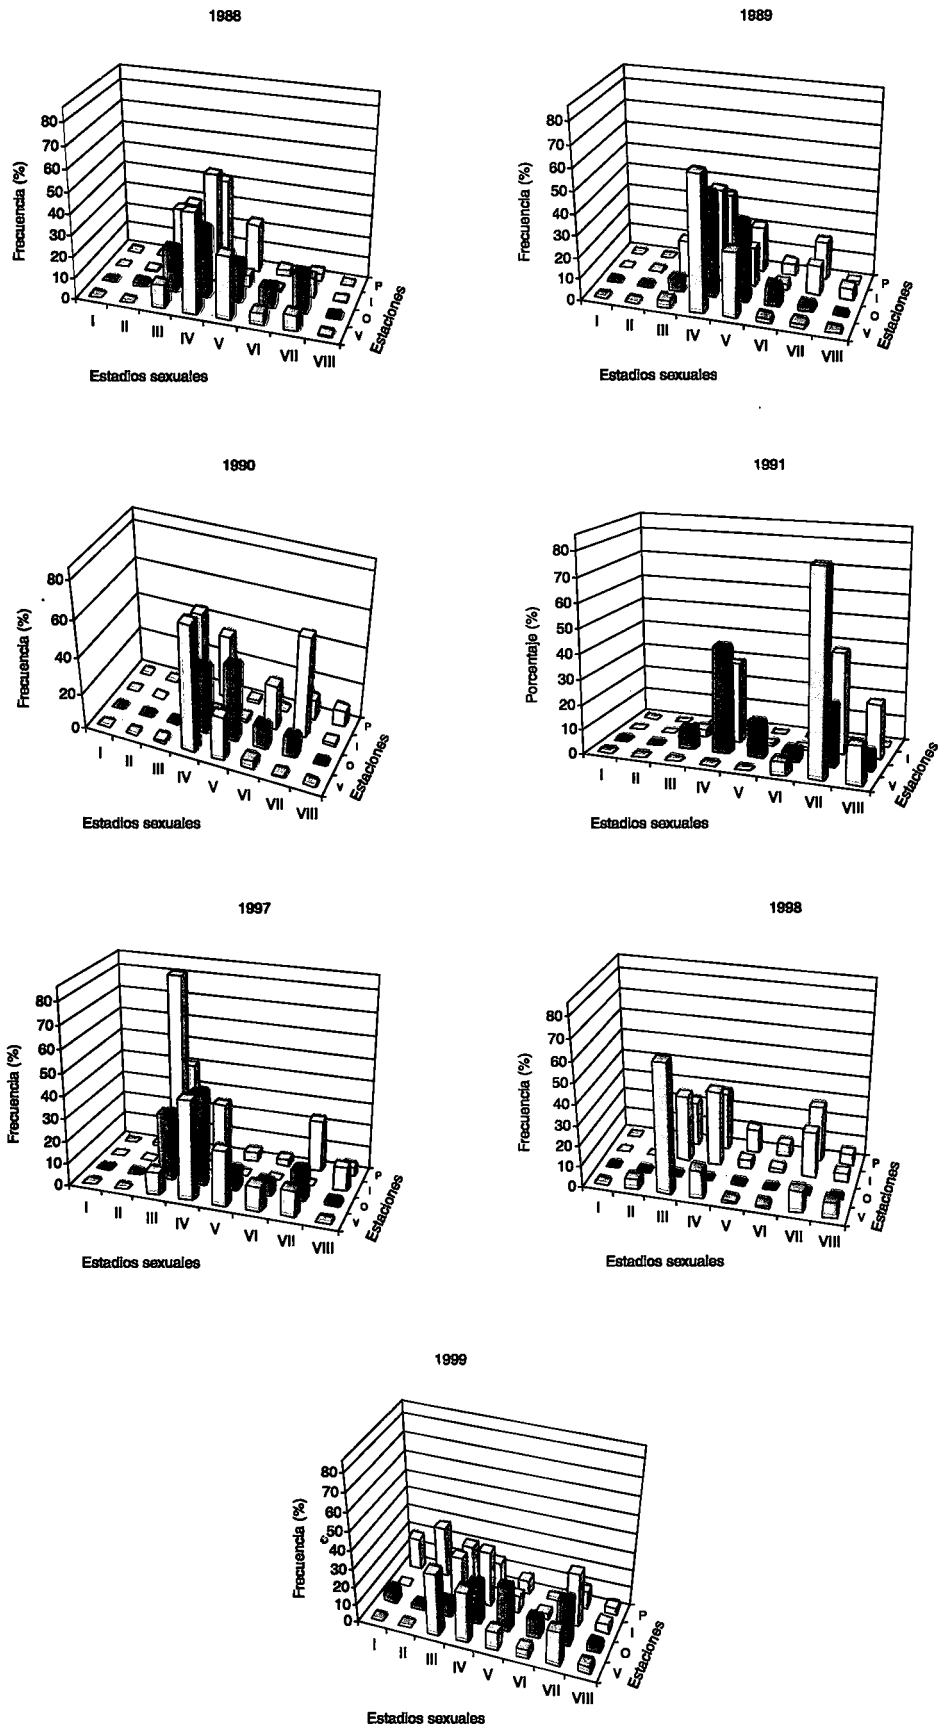 1988
Frecuencia (%)
80
70
60
50
40
30
20
10
0
I II III IV V VI VII VIII
P
I
O
V
Estaciones
Estadios sexuales
1989
Frecuencia (%)
80
70
60
50
40
30
20
10
0
I II III IV V VI VII VIII
P
I
O
V
Estaciones
Estadios sexuales
1990
Frecuencia (%)
80
60
40
20
0
I II III IV V VI VII VIII
P
I
O
V
Estaciones
Estadios sexuales
1991
Porcentaje (%)
80
70
60
50
40
30
20
10
0
I II III IV V VI VII VIII
I
V
Estaciones
Estadios sexuales
1997
Frecuencia (%)
80
70
60
50
40
30
20
10
0
I II III IV V VI VII VIII
P
I
O
V
Estaciones
Estadios sexuales
1998
Frecuencia (%)
80
70
60
50
40
30
20
10
0
I II III IV V VI VII VIII
P
I
O
V
Estaciones
Estadios sexuales
1999
Frecuencia (%)
80
70
60
50
40
30
20
10
0
I II III IV V VI VII VIII
P
I
O
V
Estaciones
Estadios sexuales